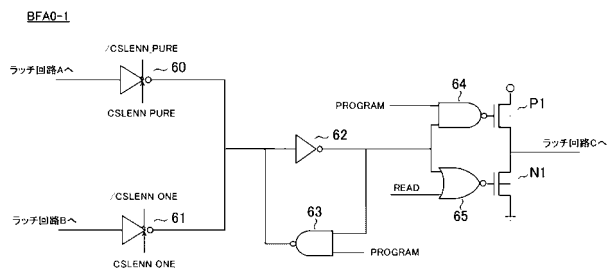 BFA0-1
/CSLENN_PURE
ラッチ回路Aへ
60
CSLENN PURE
PROGRAM
64
P1
62
ラッチ回路Cへ
N1
/CSLENN ONE
READ
65
ラッチ回路Bへ
61
63
PROGRAM
CSLENN ONE